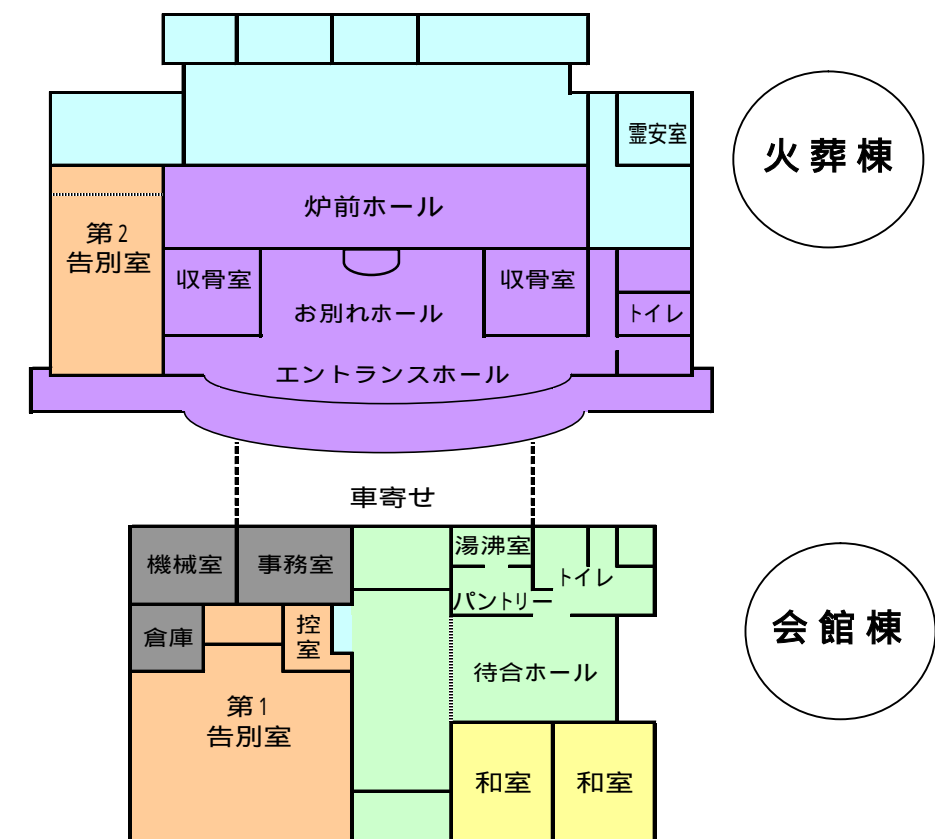 霊安室
火葬棟
炉前ホール
第2
告別室
収骨室
収骨室
お別れホール
トイレ
エントランスホール
車寄せ
湯沸室
機械室
事務室
トイレ
パントリー
控
室
倉庫
会館棟
待合ホール
第1
告別室
和室
和室